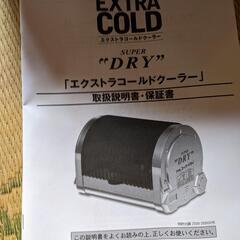 EXTRA
COLD
エクストラコールドクーラー
SUPER
"DRY"
「エクストラコールドクーラー」
取扱説明書・保証書
SUPER
"DRY"
この説明書をよくお読みの上、正しくお使いください。